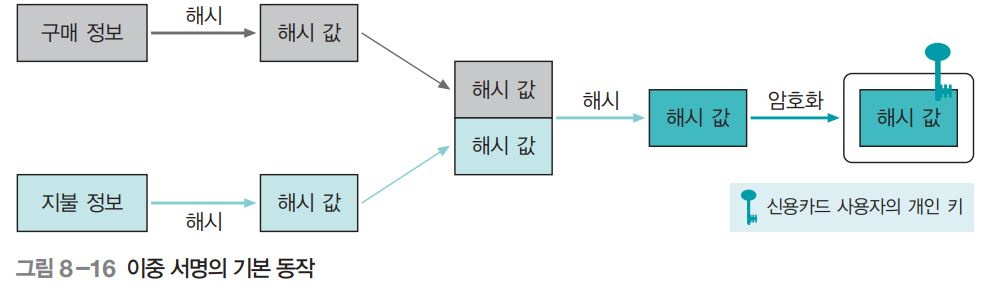 구매 정보
해시
해시 값
해시 값
해시 값
해시
해시 값
암호화
해시 값
지불 정보
해시
해시 값
신용카드 사용자의 개인 키
그림 8-16 이중 서명의 기본 동작